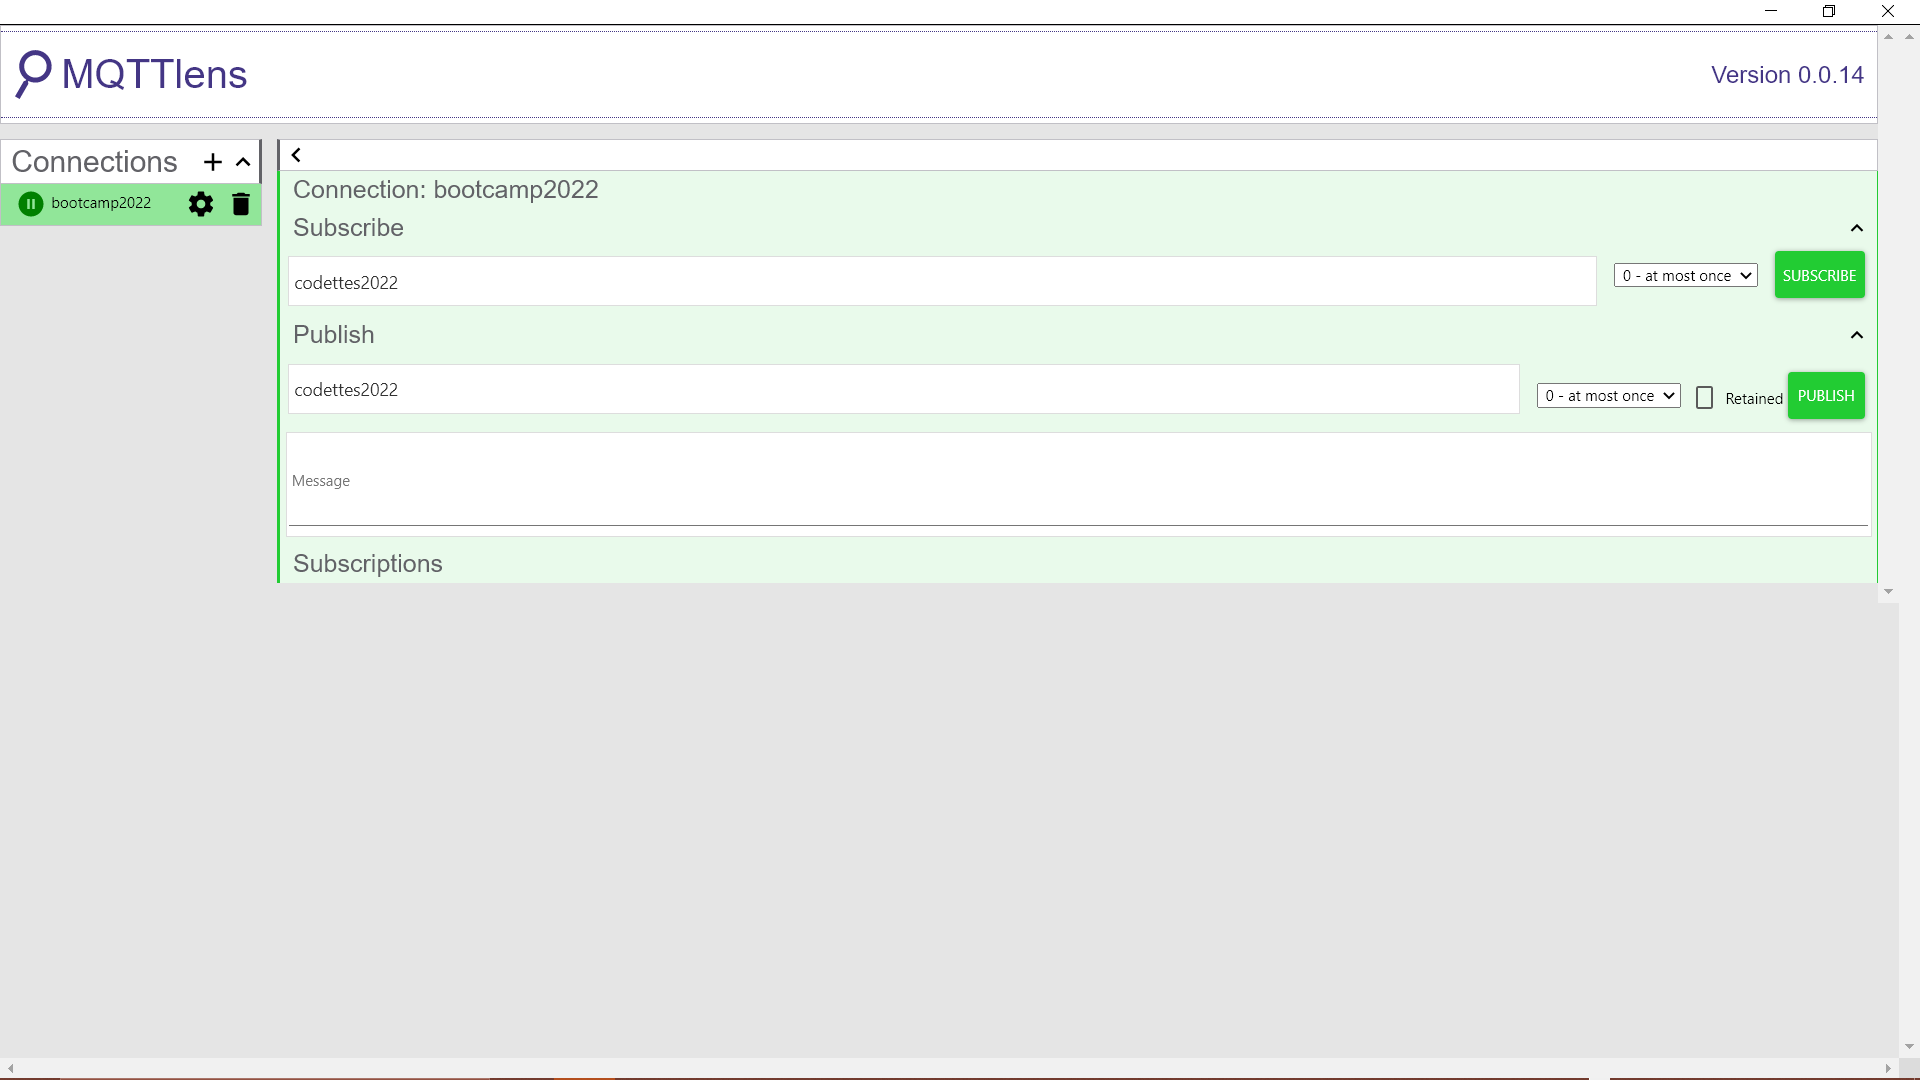 MQTTlens
Version 0.0.14
Connections
bootcamp2022
Connection: bootcamp2022
Subscribe
codettes2022
0 - at most once
SUBSCRIBE
Publish
codettes2022
0 - at most once
Retained
PUBLISH
Message
Subscriptions